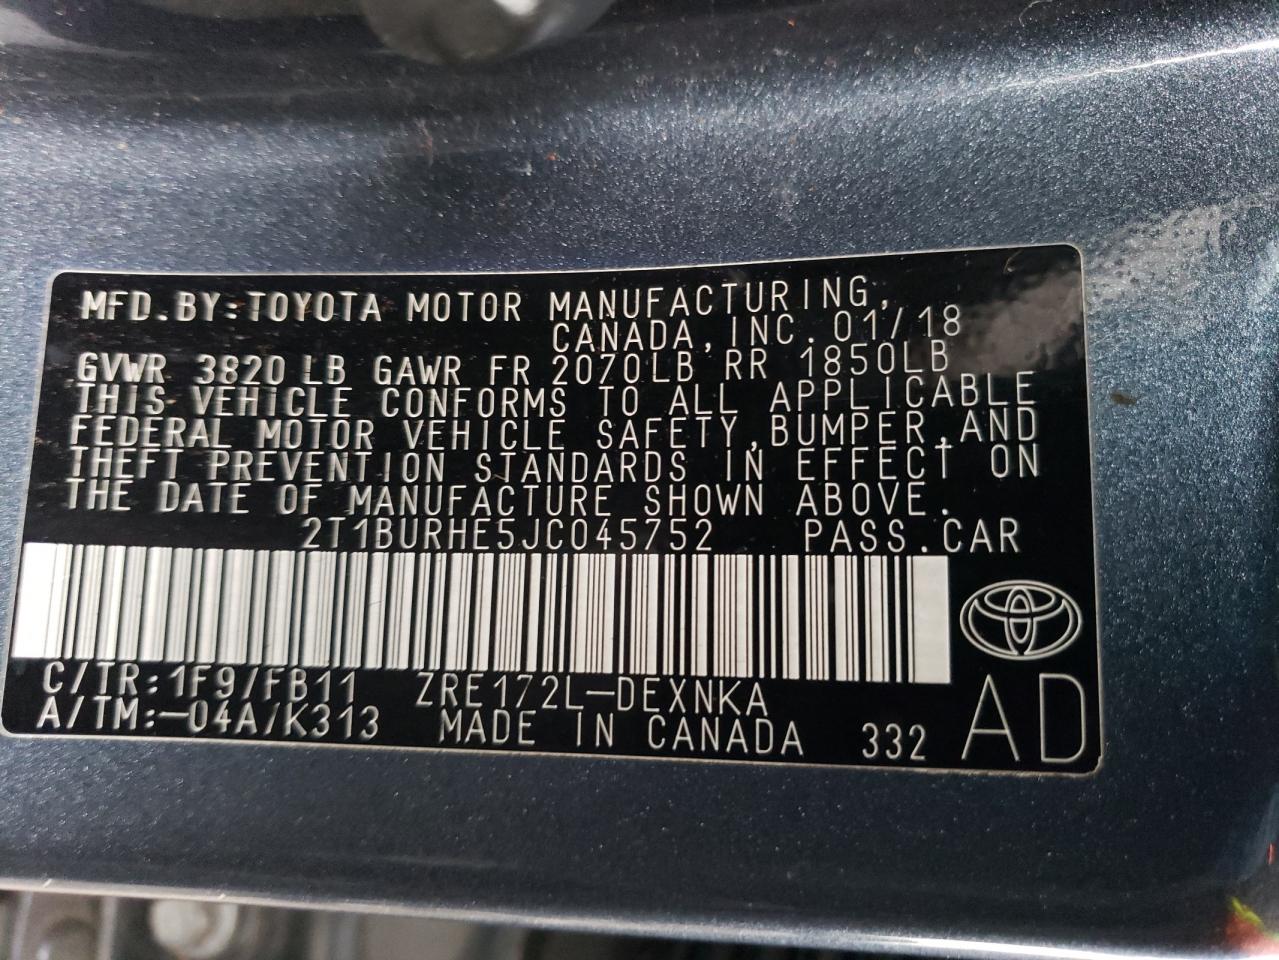 MFD.BY:TOYOTA MOTOR MANUFACTURING,
CANADA,INC. 01/18
GVWR 3820 LB GAWR FR 2070LB RR 1850LB
THIS VEHICLE CONFORMS TO ALL APPLICABLE
FEDERAL MOTOR VEHICLE SAFETY,BUMPER,AND
THEFT PREVENTION STANDARDS IN EFFECT ON
THE DATE OF MANUFACTURE SHOWN ABOVE.
2T1BURHE5JC045752 PASS.CAR
C/TR:1F9/FB11 ZRE172L-DEXNKA
A/TM:-04A/K313 MADE IN CANADA 332 AD